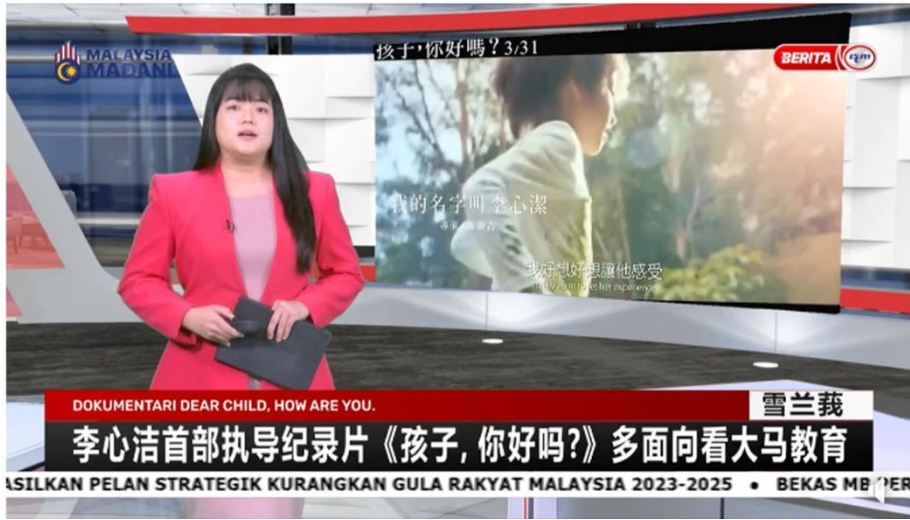 MALAYSIA
MADANI
孩子,你好嗎?3/31
BERITA rtm
我的名字叫李心潔
我好想好想讓他感受
DOKUMENTARI DEAR CHILD, HOW ARE YOU.
雪兰莪
李心洁首部执导纪录片《孩子, 你好吗?》多面向看大马教育
ASILKAN PELAN STRATEGIK KURANGKAN GULA RAKYAT MALAYSIA 2023-2025 • BEKAS MB PER